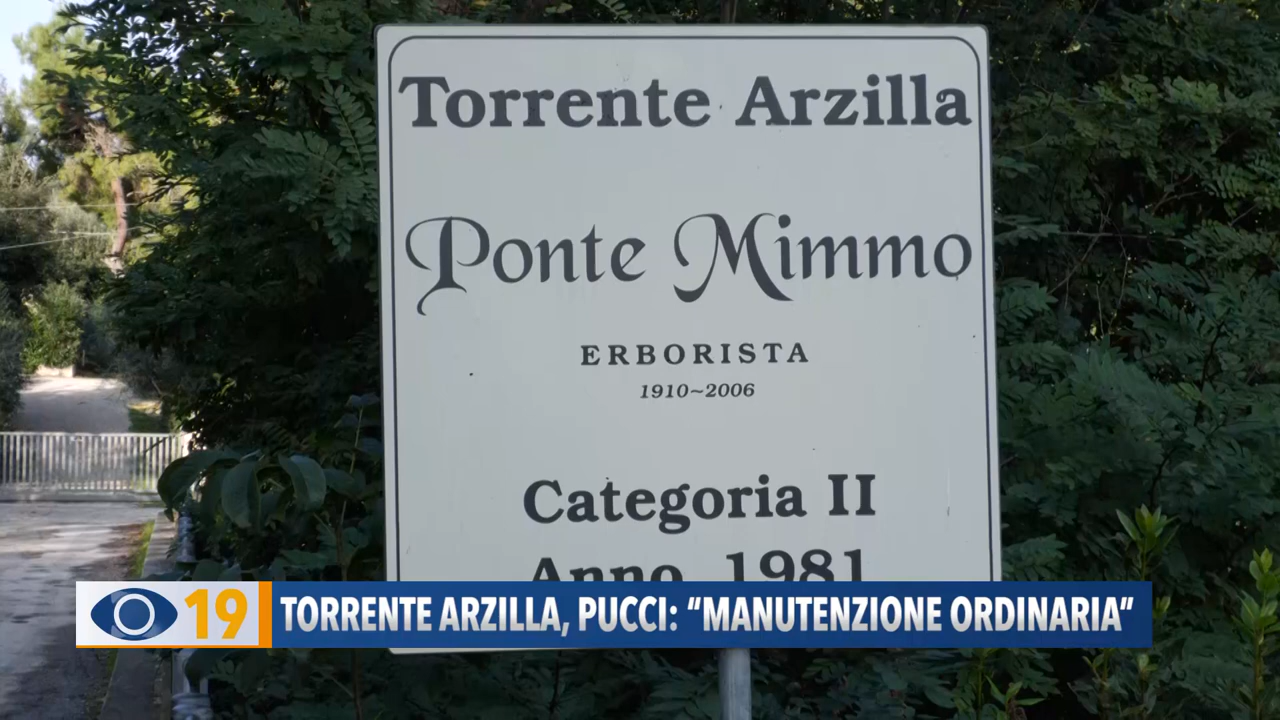 Torrente Arzilla
Ponte Mimmo
ERBORISTA
1910~2006
Categoria II
Anno 1981
19 TORRENTE ARZILLA, PUCCI: “MANUTENZIONE ORDINARIA”